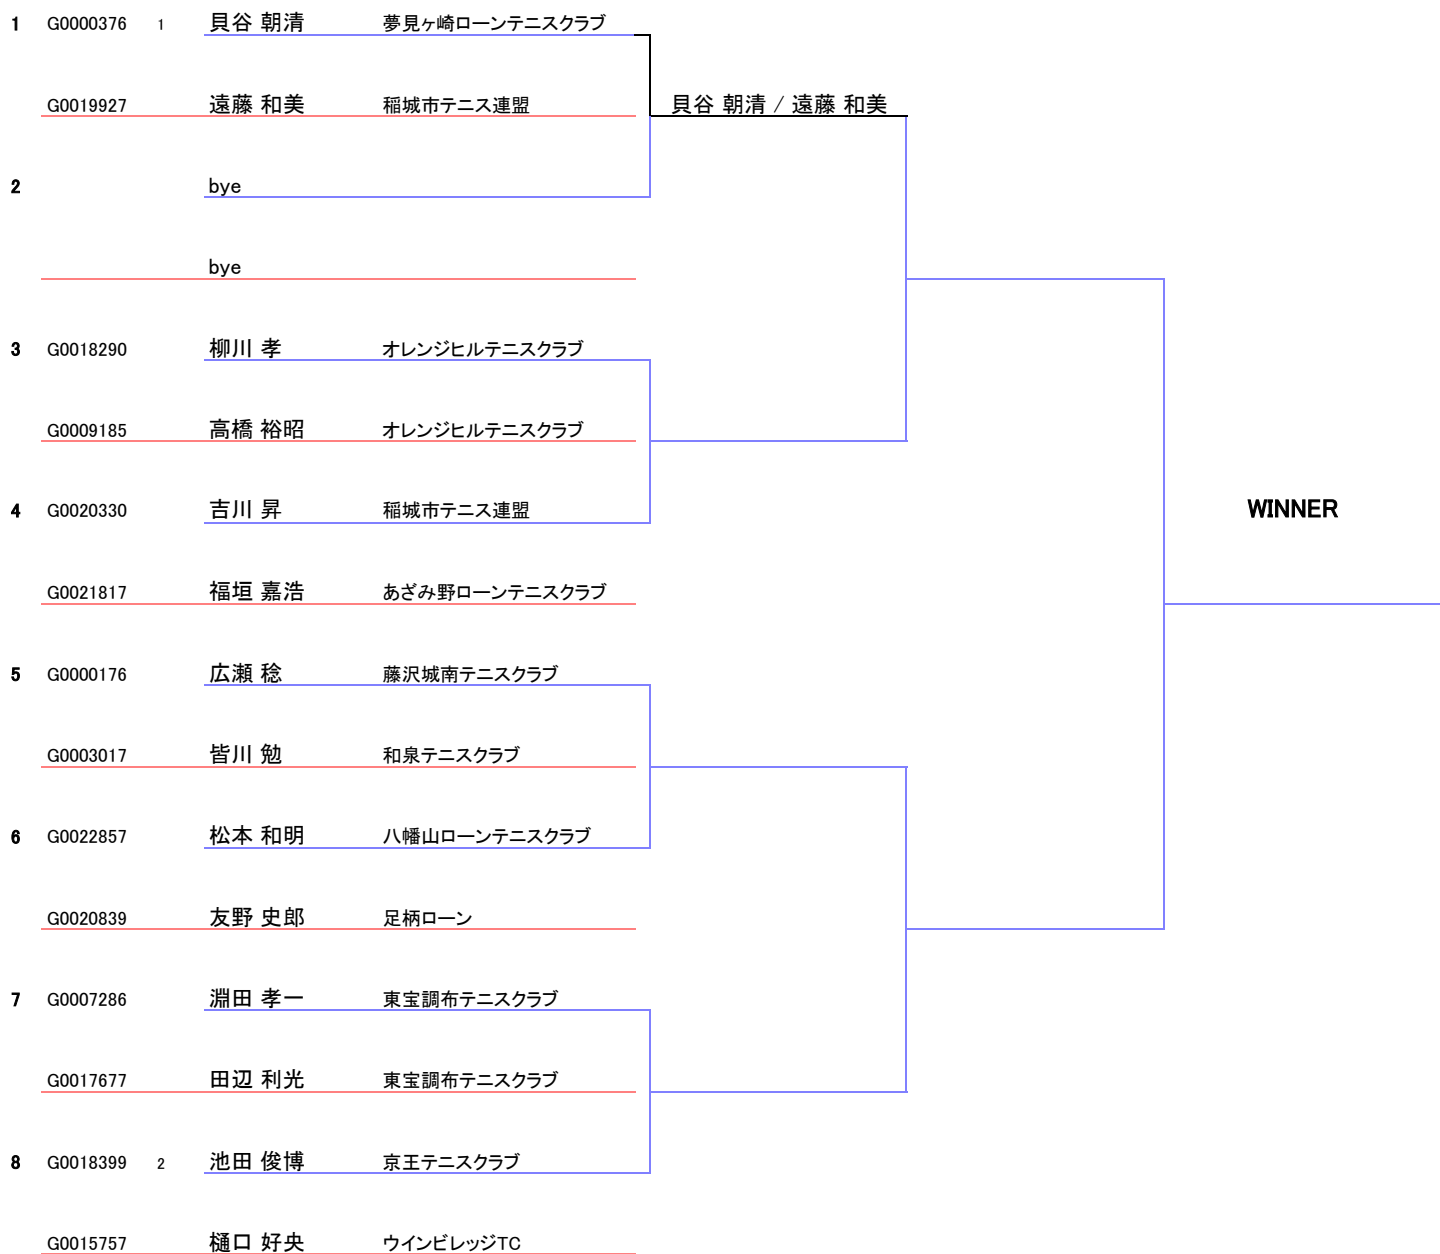 1 G0000376 1 貝谷 朝清 夢見ヶ崎ローンテニスクラブ
G0019927 遠藤 和美 稲城市テニス連盟 貝谷 朝清 / 遠藤 和美
2 bye
bye
3 G0018290 柳川 孝 オレンジヒルテニスクラブ
G0009185 高橋 裕昭 オレンジヒルテニスクラブ
4 G0020330 吉川 昇 稲城市テニス連盟 WINNER
G0021817 福垣 嘉浩 あざみ野ローンテニスクラブ
5 G0000176 広瀬 稔 藤沢城南テニスクラブ
G0003017 皆川 勉 和泉テニスクラブ
6 G0022857 松本 和明 八幡山ローンテニスクラブ
G0020839 友野 史郎 足柄ローン
7 G0007286 淵田 孝一 東宝調布テニスクラブ
G0017677 田辺 利光 東宝調布テニスクラブ
8 G0018399 2 池田 俊博 京王テニスクラブ
G0015757 樋口 好央 ウインビレッジTC